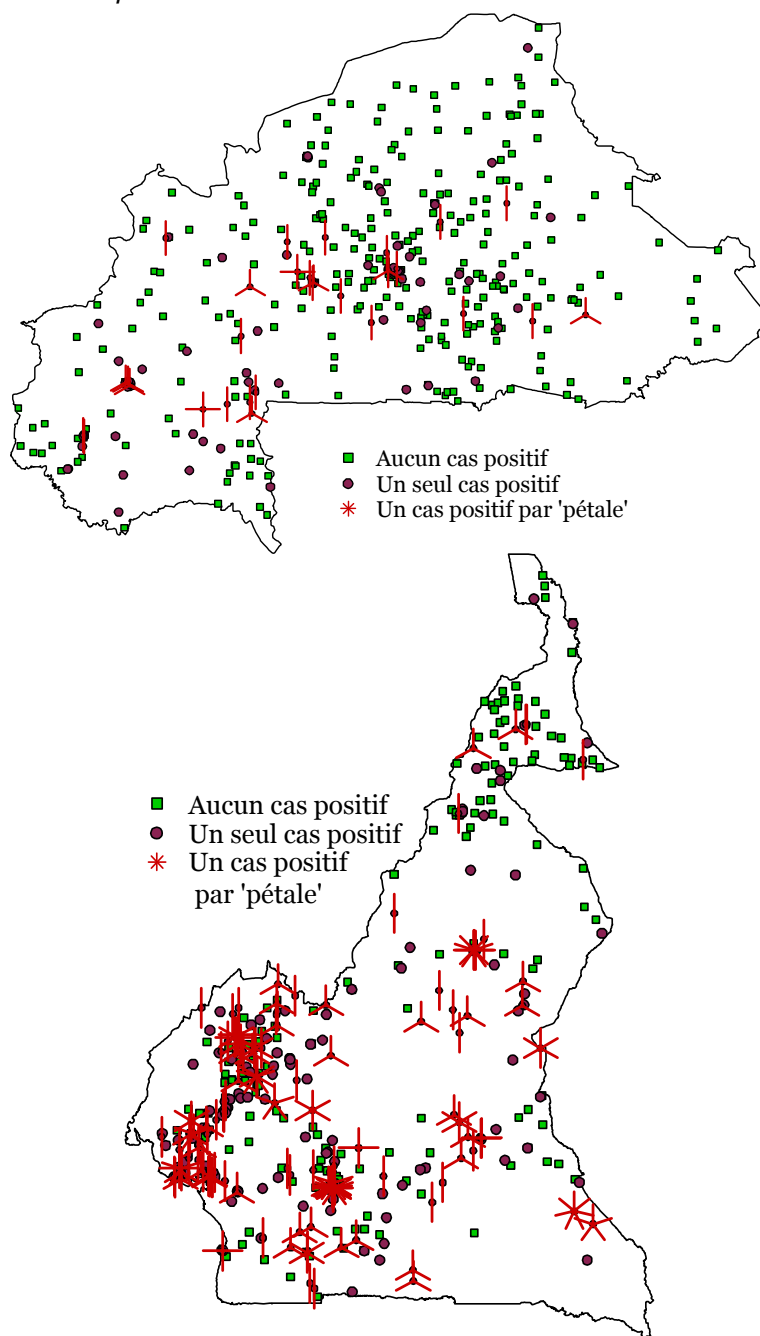 Aucun cas positif
Un seul cas positif
Un cas positif par 'pétale'
Aucun cas positif
Un seul cas positif
Un cas positif
par 'pétale'